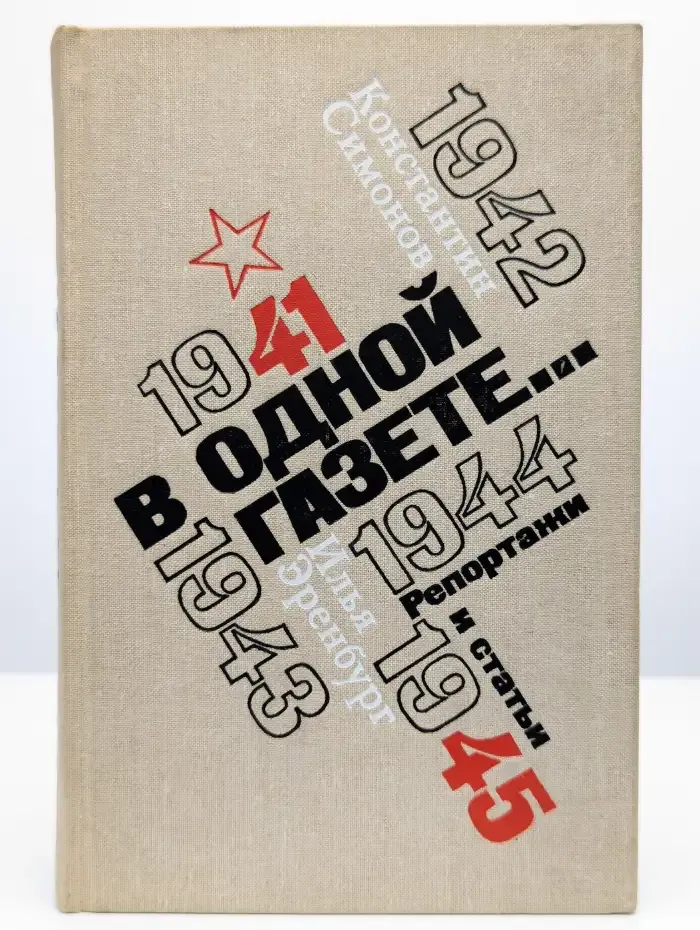 1942
Константин
Симонов
1941
В ОДНОЙ
ГАЗЕТЕ...
1943
Илья
Эренбург
1944
Репортажи
и статьи
1945